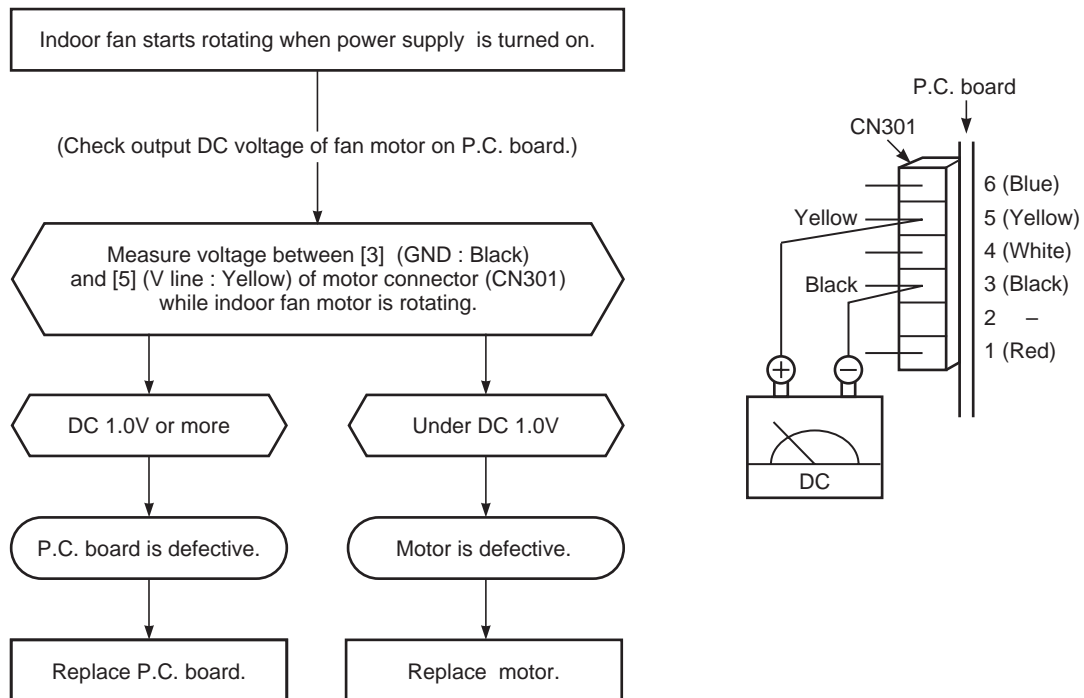 Indoor fan starts rotating when power supply is turned on.
(Check output DC voltage of fan motor on P.C. board.)
Measure voltage between [3] (GND : Black)
and [5] (V line : Yellow) of motor connector (CN301)
while indoor fan motor is rotating.
DC 1.0V or more
Under DC 1.0V
P.C. board is defective.
Motor is defective.
Replace P.C. board.
Replace motor.
P.C. board
CN301
6 (Blue)
Yellow
5 (Yellow)
4 (White)
Black
3 (Black)
2 –
1 (Red)
+
−
DC